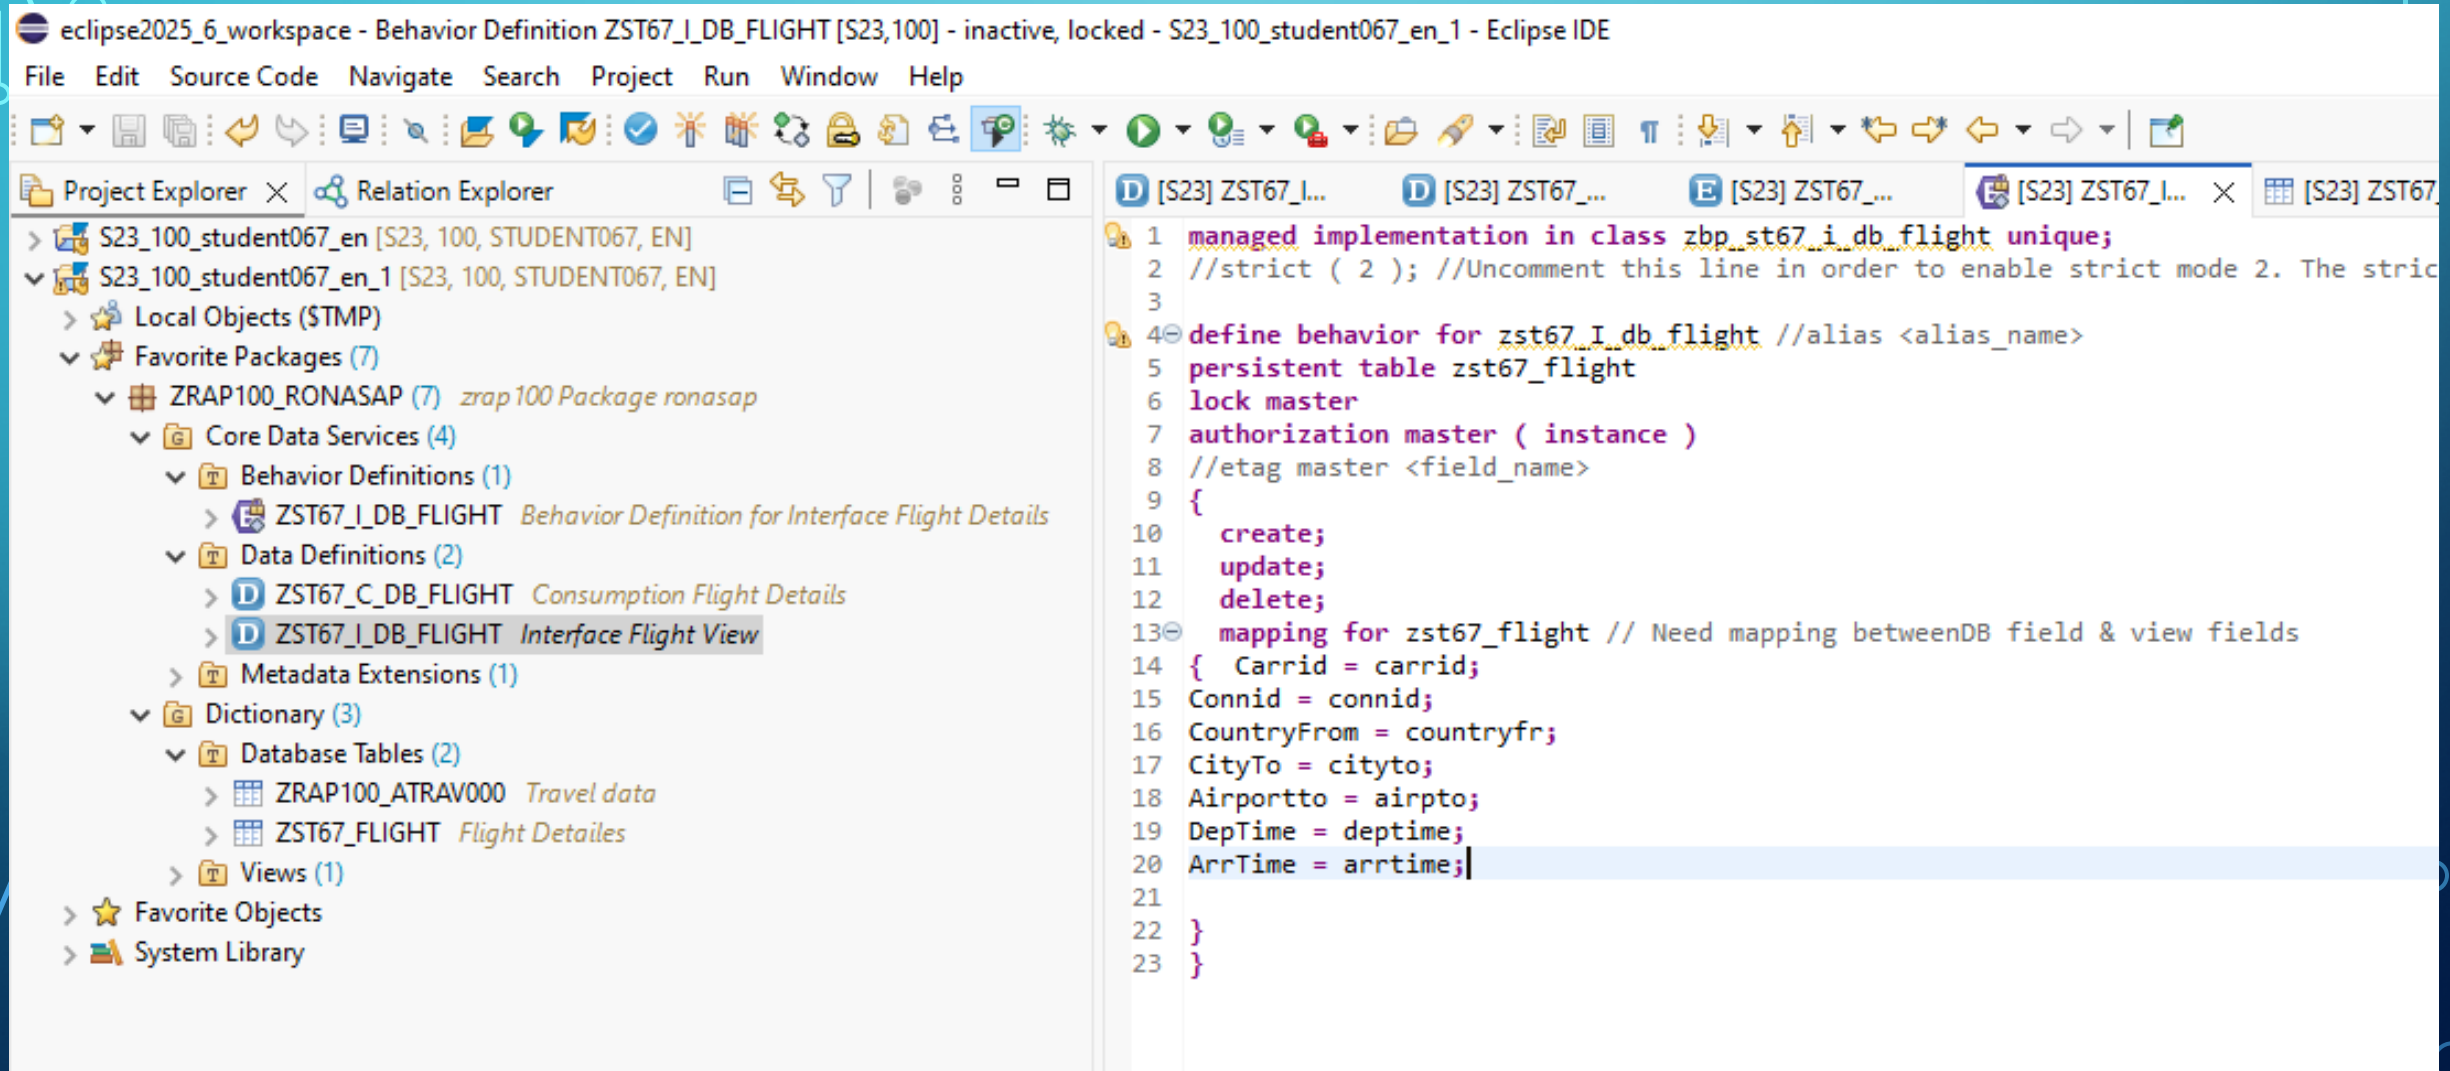 eclipse2025_6_workspace - Behavior Definition ZST67_I_DB_FLIGHT [S23,100] - inactive, locked - S23_100_student067_en_1 - Eclipse IDE
File Edit Source Code Navigate Search Project Run Window Help
Project Explorer Relation Explorer
S23_100_student067_en [S23, 100, STUDENT067, EN]
S23_100_student067_en_1 [S23, 100, STUDENT067, EN]
Local Objects ($TMP)
Favorite Packages (7)
ZRAP100_RONASAP (7) zrap100 Package ronasap
Core Data Services (4)
Behavior Definitions (1)
ZST67_I_DB_FLIGHT Behavior Definition for Interface Flight Details
Data Definitions (2)
ZST67_C_DB_FLIGHT Consumption Flight Details
ZST67_I_DB_FLIGHT Interface Flight View
Metadata Extensions (1)
Dictionary (3)
Database Tables (2)
ZRAP100_ATRAV000 Travel data
ZST67_FLIGHT Flight Detailes
Views (1)
Favorite Objects
System Library
[S23] ZST67_I... [S23] ZST67_... [S23] ZST67_... [S23] ZST67_I... [S23] ZST67_
1 managed implementation in class zbp_st67_i_db_flight unique;
2 //strict ( 2 ); //Uncomment this line in order to enable strict mode 2. The stric
3
4 define behavior for zst67_I_db_flight //alias <alias_name>
5 persistent table zst67_flight
6 lock master
7 authorization master ( instance )
8 //etag master <field_name>
9 {
10 create;
11 update;
12 delete;
13 mapping for zst67_flight // Need mapping betweenDB field & view fields
14 { Carrid = carrid;
15 Connid = connid;
16 CountryFrom = countryfr;
17 CityTo = cityto;
18 Airportto = airpto;
19 DepTime = deptime;
20 ArrTime = arrtime;
21
22 }
23 }